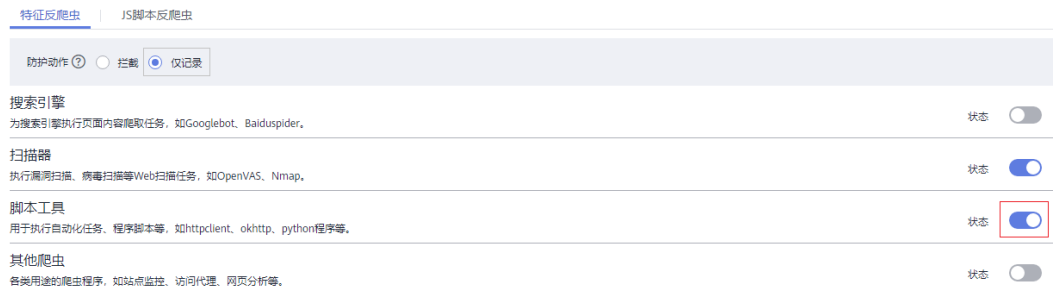 特征反爬虫 JS脚本反爬虫
防护动作 ? 拦截 仅记录
搜索引擎
为搜索引擎执行页面内容爬取任务，如Googlebot、Baiduspider。
状态
扫描器
执行漏洞扫描、病毒扫描等Web扫描任务，如OpenVAS、Nmap。
状态
脚本工具
用于执行自动化任务、程序脚本等，如httpclient、okhttp、python程序等。
状态
其他爬虫
各类用途的爬虫程序，如站点监控、访问代理、网页分析等。
状态